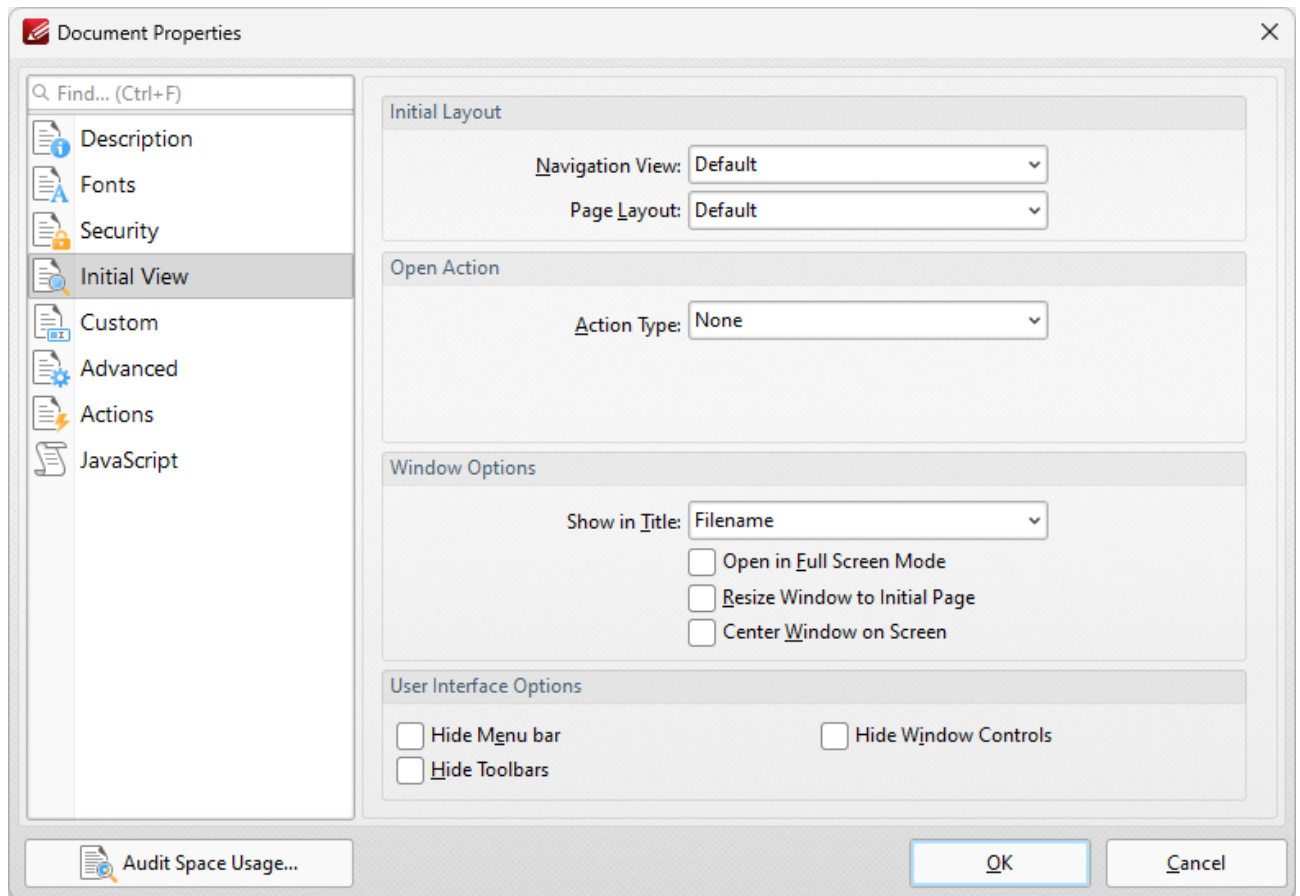 Document Properties
Find... (Ctrl+F)
Description
Fonts
Security
Initial View
Custom
Advanced
Actions
JavaScript
Initial Layout
Navigation View: Default
Page Layout: Default
Open Action
Action Type: None
Window Options
Show in Title: Filename
Open in Full Screen Mode
Resize Window to Initial Page
Center Window on Screen
User Interface Options
Hide Menu bar
Hide Window Controls
Hide Toolbars
Audit Space Usage...
OK
Cancel